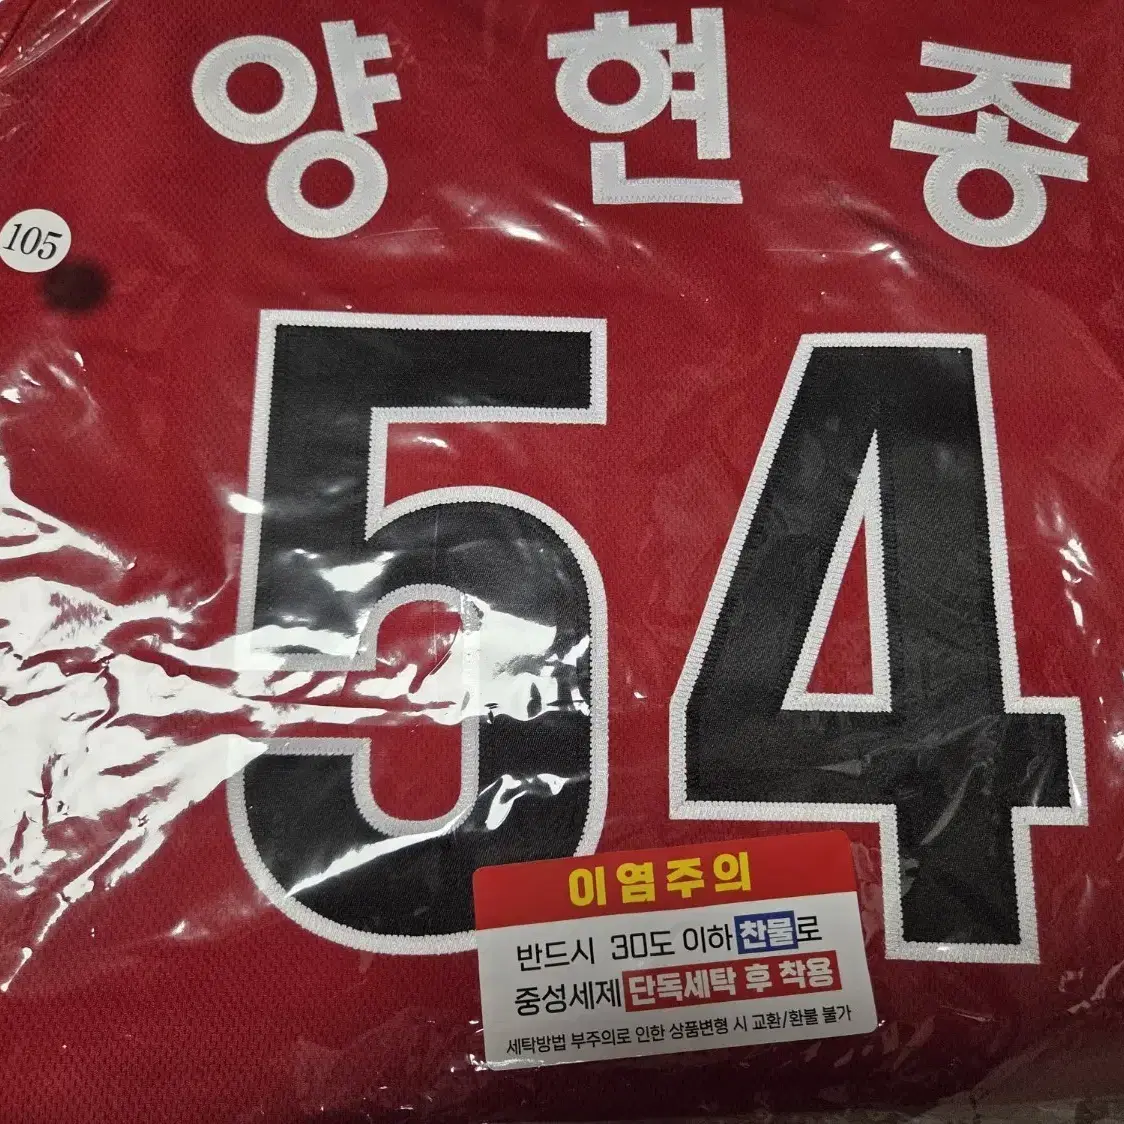 양현종
105
54
이염주의
반드시 30도 이하 찬물로
중성세제 단독세탁 후 착용
세탁방법 부주의로 인한 상품변형 시 교환/환불 불가